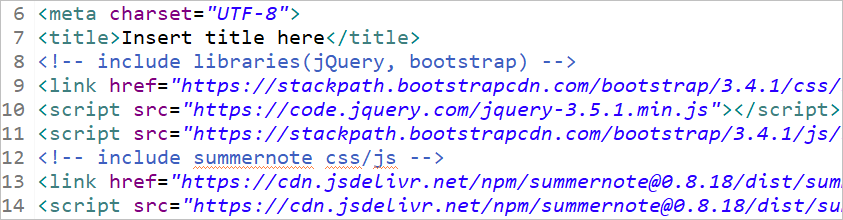 6 <meta charset="UTF-8">
7 <title>Insert title here</title>
8 <!-- include libraries(jQuery, bootstrap) -->
9 <link href="https://stackpath.bootstrapcdn.com/bootstrap/3.4.1/css/
10 <script src="https://code.jquery.com/jquery-3.5.1.min.js"></script>
11 <script src="https://stackpath.bootstrapcdn.com/bootstrap/3.4.1/js/
12 <!-- include summernote css/js -->
13 <link href="https://cdn.jsdelivr.net/npm/summernote@0.8.18/dist/sum
14 <script src="https://cdn.jsdelivr.net/npm/summernote@0.8.18/dist/su